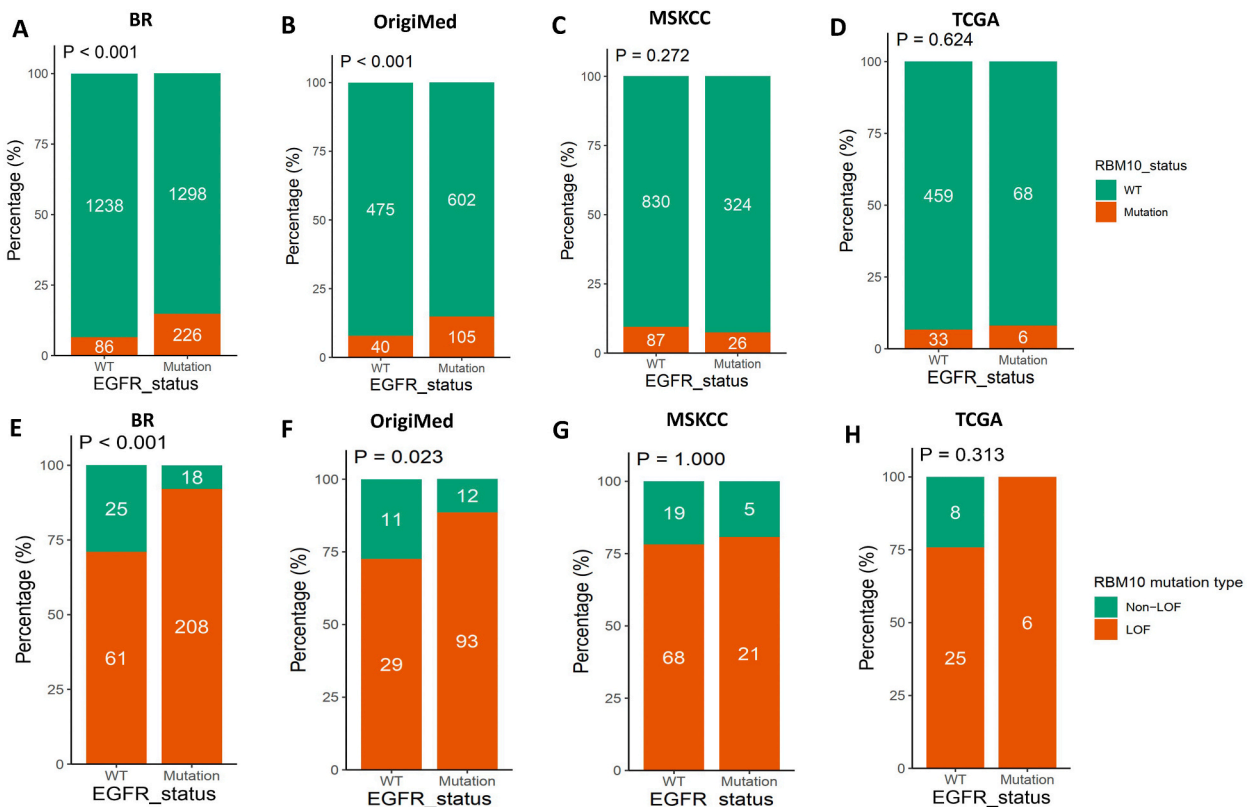 A BR
P < 0.001
100
75
50
25
0
Percentage (%)
1238
1298
86
226
WT Mutation
EGFR_status
B OrigiMed
P < 0.001
100
75
50
25
0
Percentage (%)
475
602
40
105
WT Mutation
EGFR_status
C MSKCC
P = 0.272
100
75
50
25
0
Percentage (%)
830
324
87
26
WT Mutation
EGFR_status
D TCGA
P = 0.624
100
75
50
25
0
Percentage (%)
459
68
33
6
WT Mutation
EGFR_status
RBM10_status
WT
Mutation
E BR
P < 0.001
100
75
50
25
0
Percentage (%)
25
18
61
208
WT Mutation
EGFR_status
F OrigiMed
P = 0.023
100
75
50
25
0
Percentage (%)
11
12
29
93
WT Mutation
EGFR_status
G MSKCC
P = 1.000
100
75
50
25
0
Percentage (%)
19
5
68
21
WT Mutation
EGFR status
H TCGA
P = 0.313
100
75
50
25
0
Percentage (%)
8
25
6
WT Mutation
EGFR_status
RBM10 mutation type
Non-LOF
LOF